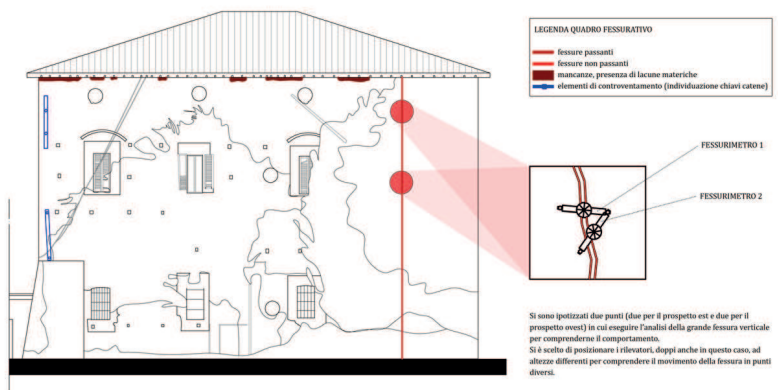 LEGENDA QUADRO FESSURATIVO
fessure passanti
fessure non passanti
mancanze, presenza di lacune materiche
elementi di controventamento (individuazione chiavi catene)
FESSURIMETRO 1
FESSURIMETRO 2
Si sono ipotizzati due punti (due per il prospetto est e due per il
prospetto ovest) in cui eseguire l'analisi della grande fessura verticale
per comprenderne il comportamento.
Si è scelto di posizionare i rilevatori, doppi anche in questo caso, ad
altezze differenti per comprendere il movimento della fessura in punti
diversi.